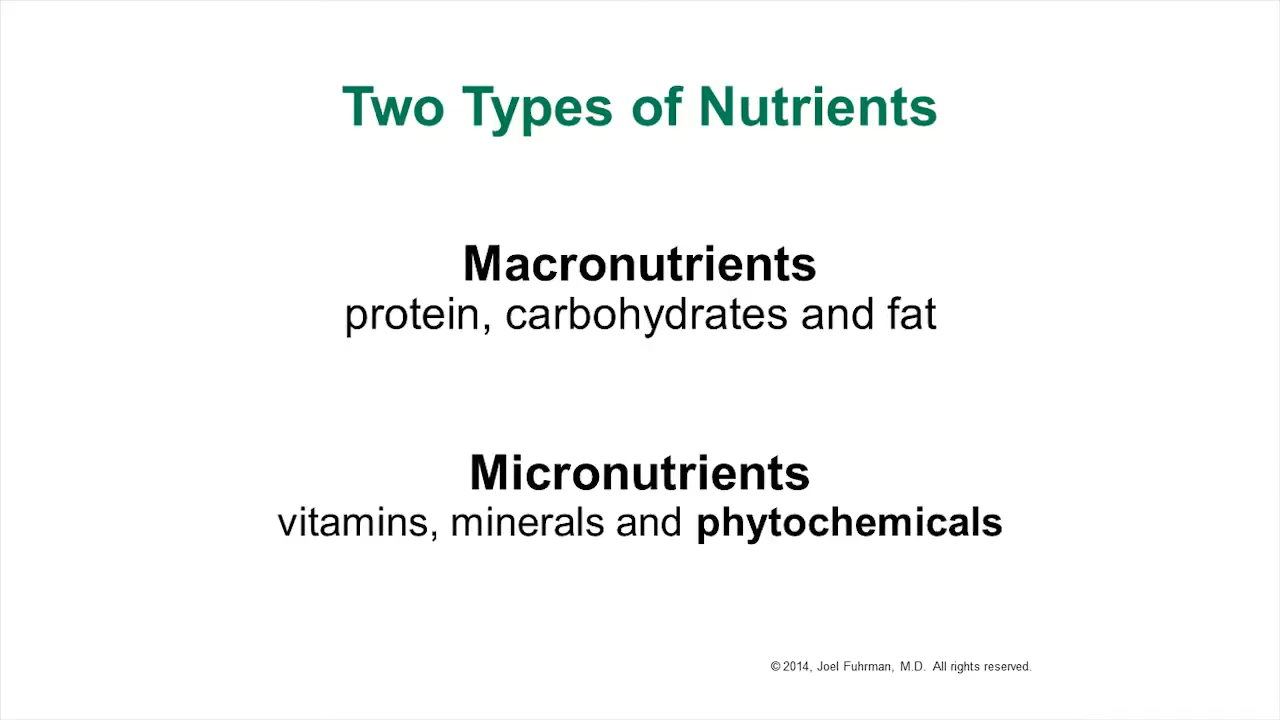 Two Types of Nutrients
Macronutrients
protein, carbohydrates and fat
Micronutrients
vitamins, minerals and phytochemicals
© 2014, Joel Fuhrman, M.D. All rights reserved.